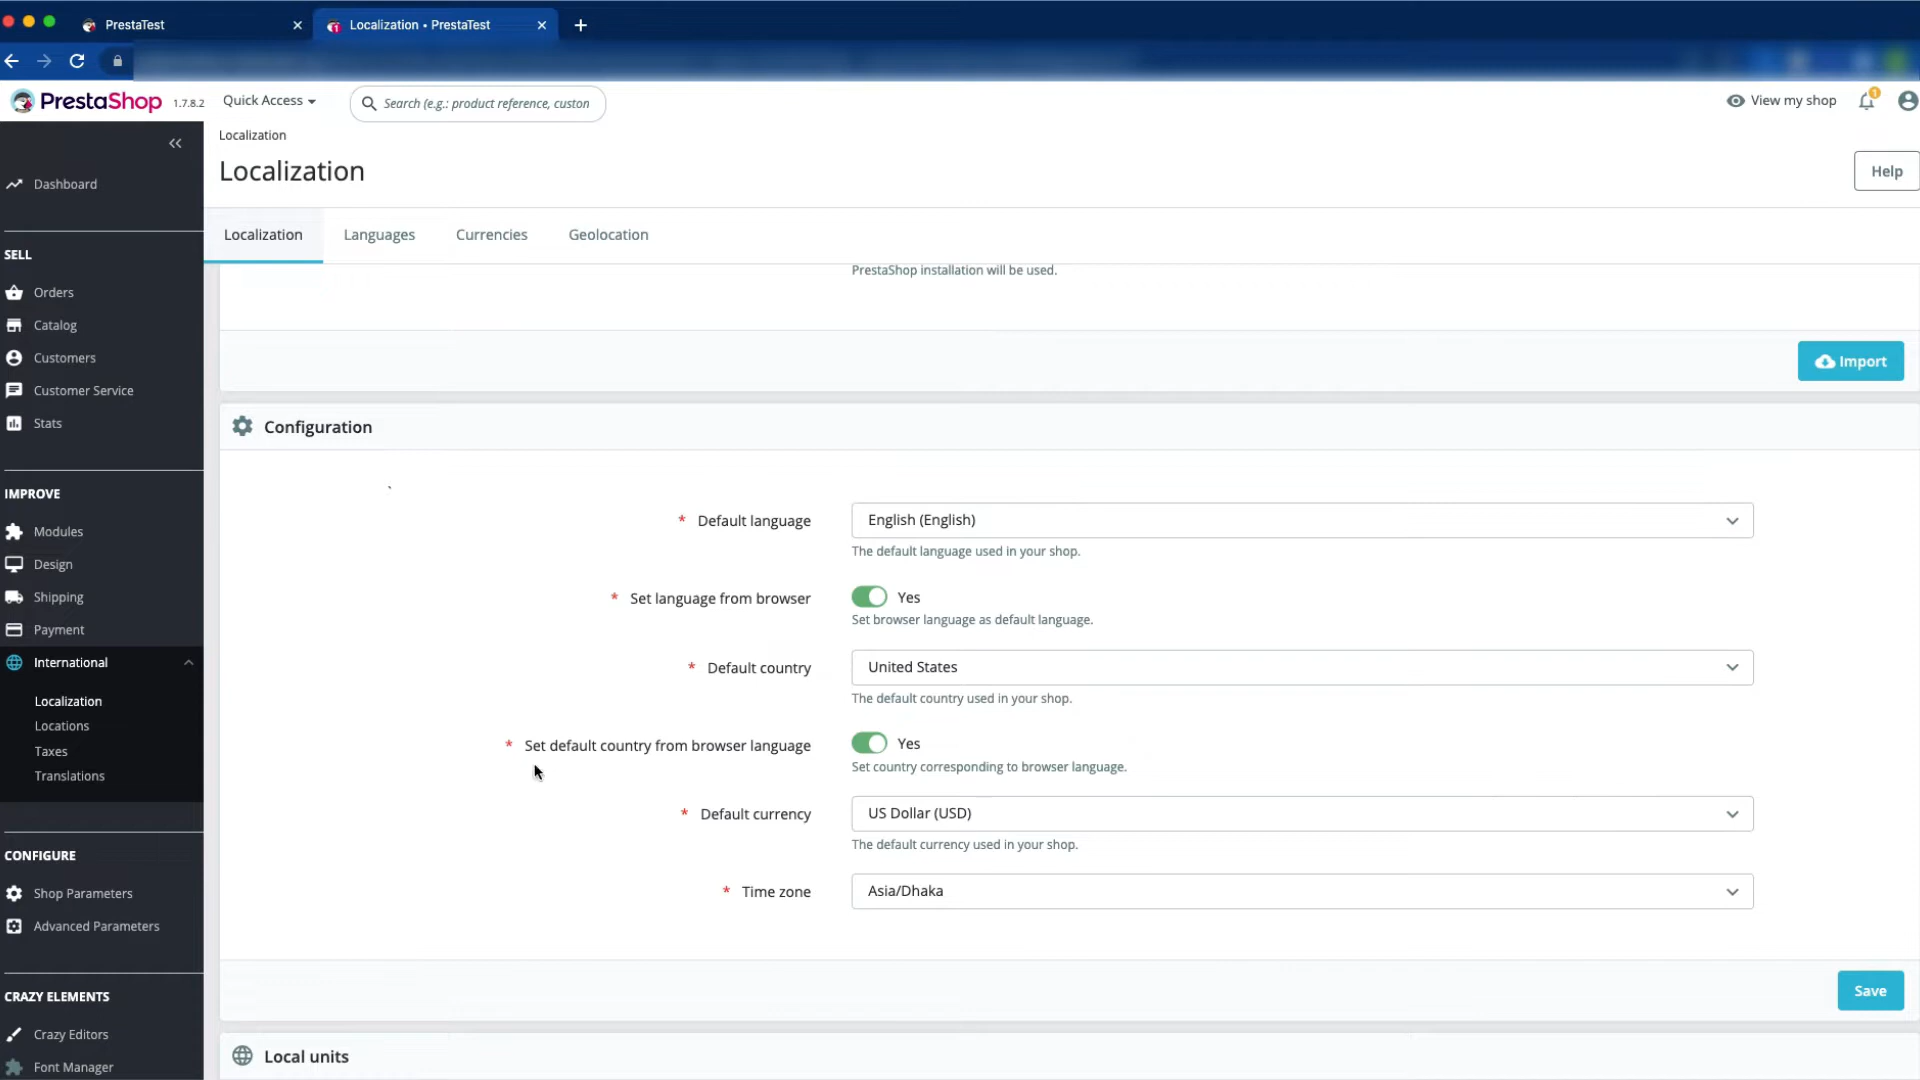 PrestaTest
Localization • PrestaTest
PrestaShop 1.7.8.2
Quick Access
Search (e.g.: product reference, custon
View my shop
1
Localization
Localization
Help
Localization
Languages
Currencies
Geolocation
Dashboard
SELL
Orders
Catalog
Customers
Customer Service
Stats
IMPROVE
Modules
Design
Shipping
Payment
International
Localization
Locations
Taxes
Translations
CONFIGURE
Shop Parameters
Advanced Parameters
CRAZY ELEMENTS
Crazy Editors
Font Manager
PrestaShop installation will be used.
Import
Configuration
`
* Default language
English (English)
The default language used in your shop.
* Set language from browser
Yes
Set browser language as default language.
* Default country
United States
The default country used in your shop.
* Set default country from browser language
Yes
Set country corresponding to browser language.
* Default currency
US Dollar (USD)
The default currency used in your shop.
* Time zone
Asia/Dhaka
Save
Local units